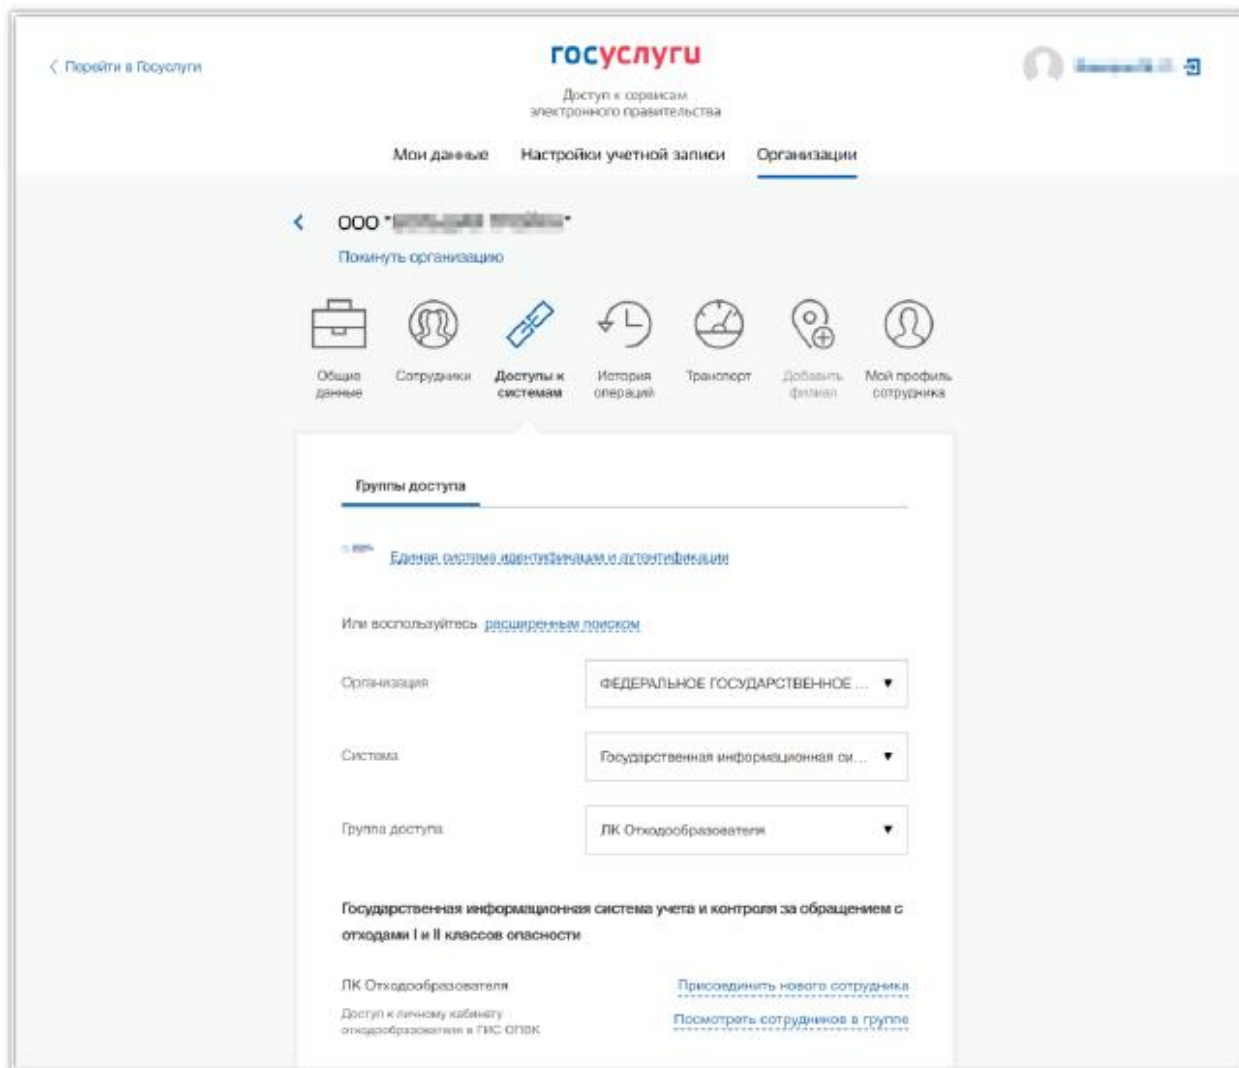 Перейти в Госуслуги
госуслуги
Доступ к сервисам
электронного правительства
Мои данные Настройки учетной записи Организации
ООО "
Покинуть организацию
Общие данные
Сотрудники
Доступы к системам
История операций
Транспорт
Добавить филиал
Мой профиль сотрудника
Группы доступа
Единая система идентификации и аутентификации
Или воспользуйтесь расширенным поиском
Организация ФЕДЕРАЛЬНОЕ ГОСУДАРСТВЕННОЕ ...
Система Государственная информационная си...
Группа доступа ЛК Отходообразователя
Государственная информационная система учета и контроля за обращением с
отходами I и II классов опасности
ЛК Отходообразователя Присоединить нового сотрудника
Доступ к личному кабинету
отходообразователя в ГИС ОПВК
Посмотреть сотрудников в группе